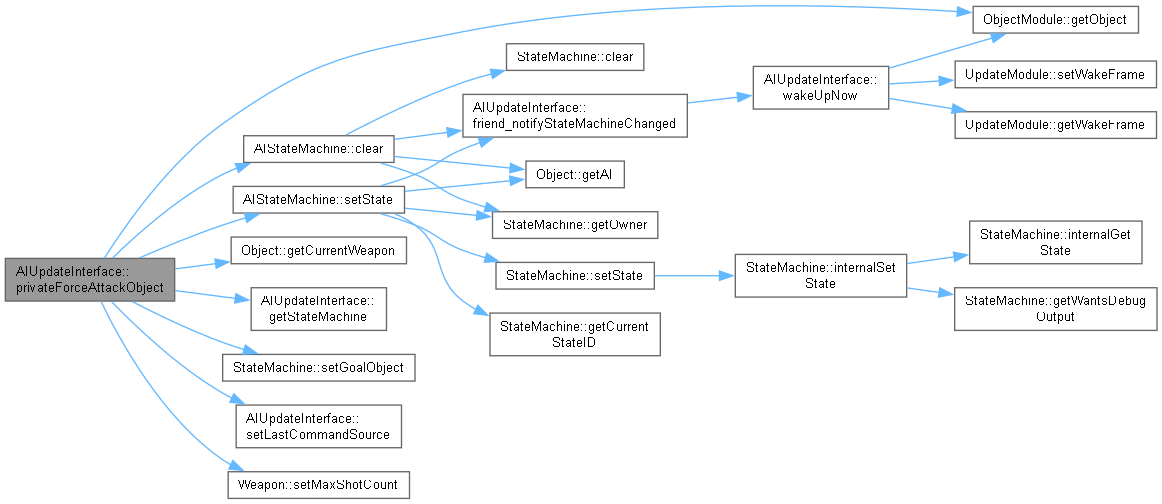 ObjectModule::getObject
StateMachine::clear
AIUpdateInterface::
wakeUpNow
UpdateModule::setWakeFrame
AIUpdateInterface::
friend_notifyStateMachineChanged
UpdateModule::getWakeFrame
AIStateMachine::clear
Object::getAI
AIStateMachine::setState
StateMachine::getOwner
Object::getCurrentWeapon
StateMachine::internalGet
State
AIUpdateInterface::
privateForceAttackObject
StateMachine::setState
StateMachine::internalSet
State
AIUpdateInterface::
getStateMachine
StateMachine::getWantsDebug
Output
StateMachine::getCurrent
StateID
StateMachine::setGoalObject
AIUpdateInterface::
setLastCommandSource
Weapon::setMaxShotCount